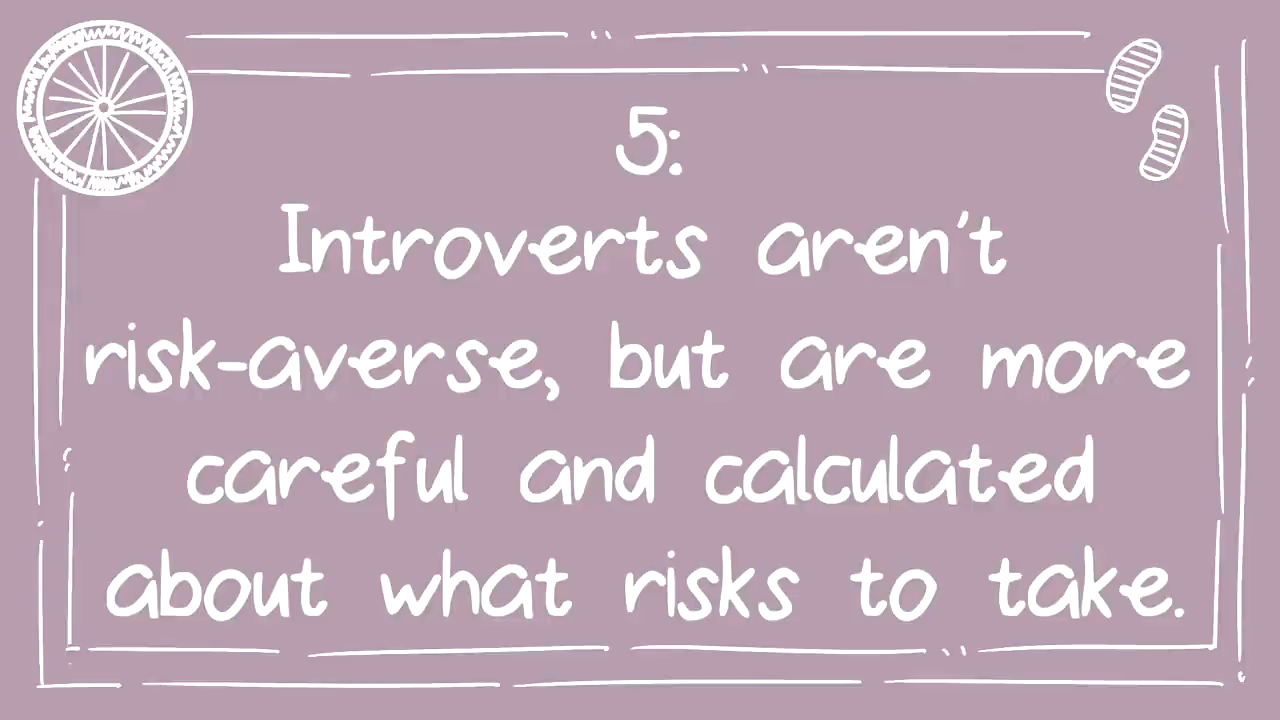 5:
Introverts aren't
risk-averse, but are more
careful and calculated
about what risks to take.